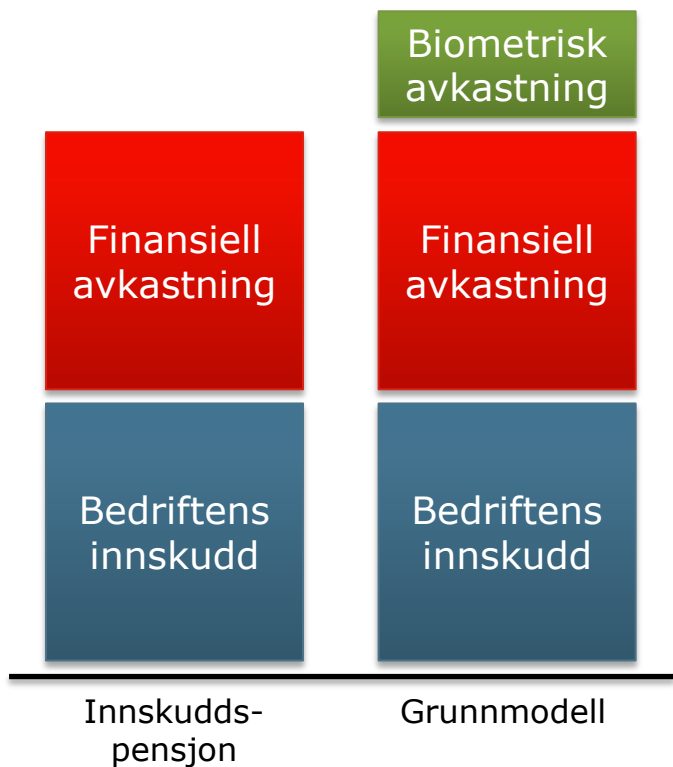 Biometrisk
avkastning
Finansiell
avkastning
Finansiell
avkastning
Bedriftens
innskudd
Bedriftens
innskudd
Innskudds-
pensjon
Grunnmodell